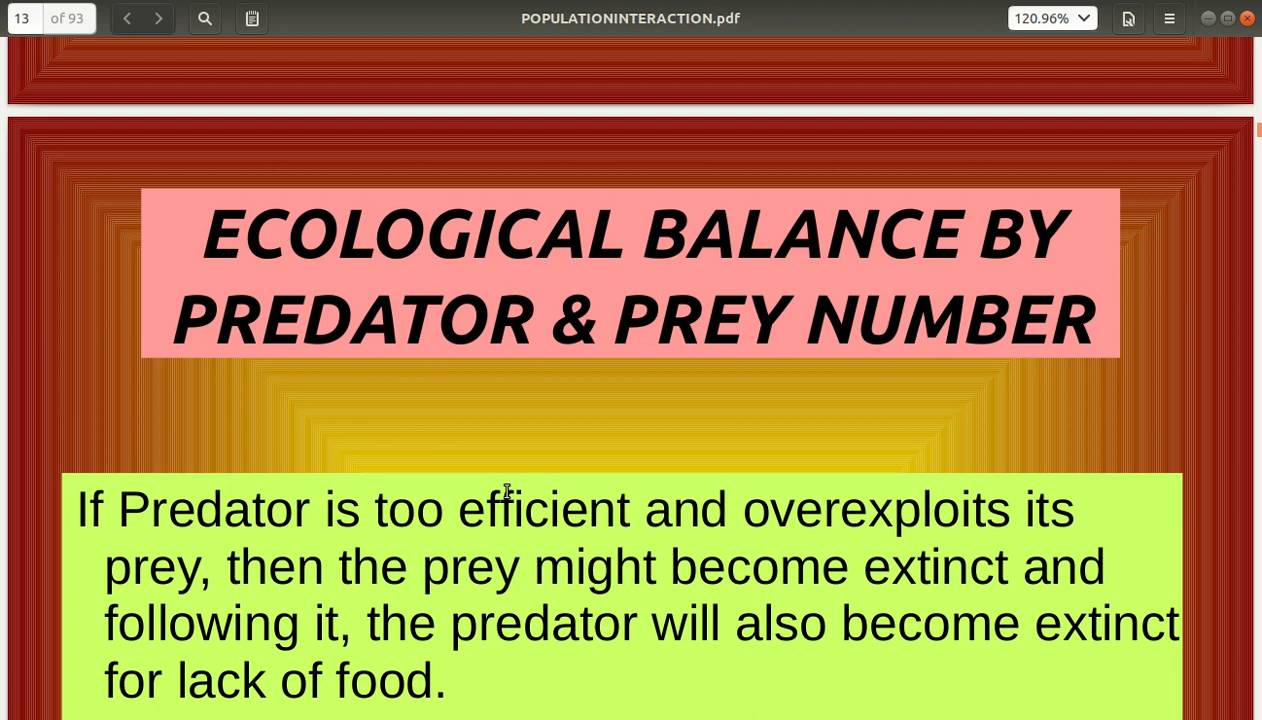 13 of 93
POPULATIONINTERACTION.pdf
120.96%
ECOLOGICAL BALANCE BY
PREDATOR & PREY NUMBER
If Predator is too efficient and overexploits its
prey, then the prey might become extinct and
following it, the predator will also become extinct
for lack of food.